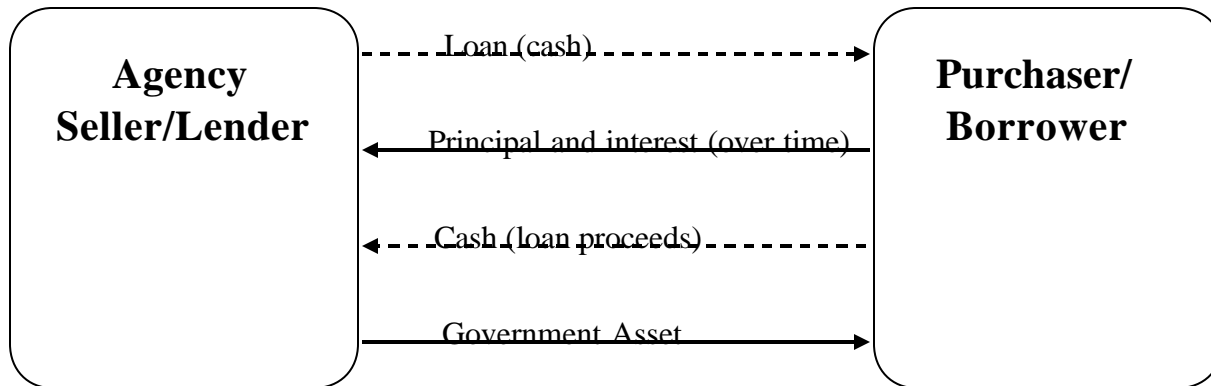 Agency
Seller/Lender
Loan (cash)
Principal and interest (over time)
Cash (loan proceeds)
Government Asset
Purchaser/
Borrower